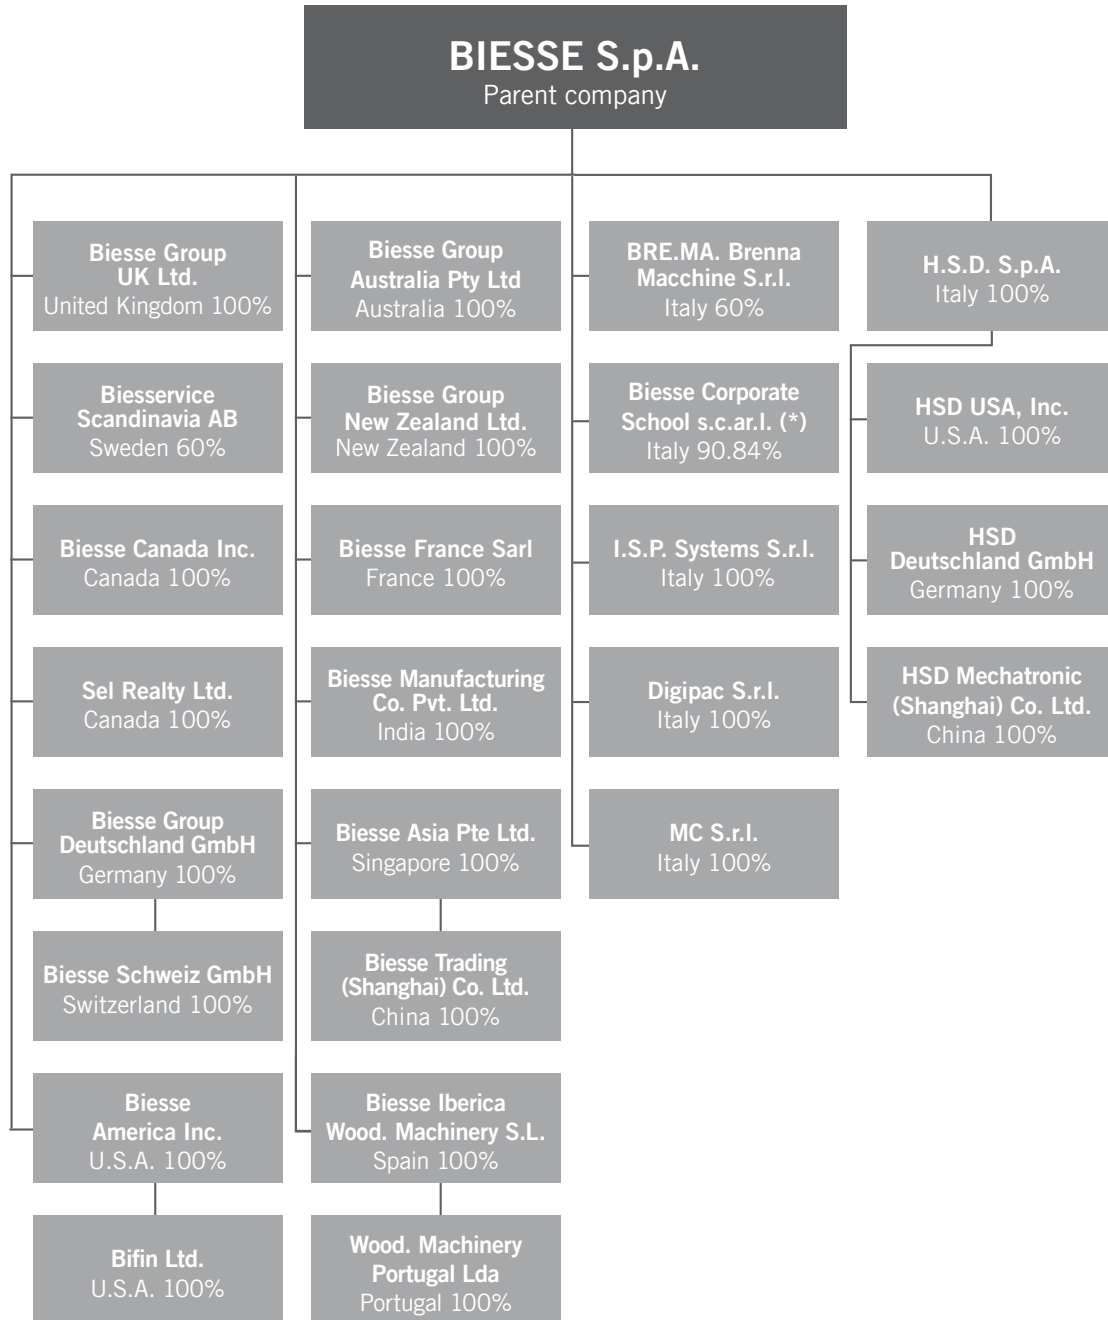 BIESSE S.p.A.
Parent company
Biesse Group
UK Ltd.
United Kingdom 100%
Biesse Group
Australia Pty Ltd
Australia 100%
BRE.MA. Brenna
Macchine S.r.l.
Italy 60%
H.S.D. S.p.A.
Italy 100%
Biesservice
Scandinavia AB
Sweden 60%
Biesse Group
New Zealand Ltd.
New Zealand 100%
Biesse Corporate
School s.c.ar.l. (*)
Italy 90.84%
HSD USA, Inc.
U.S.A. 100%
Biesse Canada Inc.
Canada 100%
Biesse France Sarl
France 100%
I.S.P. Systems S.r.l.
Italy 100%
HSD
Deutschland GmbH
Germany 100%
Sel Realty Ltd.
Canada 100%
Biesse Manufacturing
Co. Pvt. Ltd.
India 100%
Digipac S.r.l.
Italy 100%
HSD Mechatronic
(Shanghai) Co. Ltd.
China 100%
Biesse Group
Deutschland GmbH
Germany 100%
Biesse Asia Pte Ltd.
Singapore 100%
MC S.r.l.
Italy 100%
Biesse Schweiz GmbH
Switzerland 100%
Biesse Trading
(Shanghai) Co. Ltd.
China 100%
Biesse
America Inc.
U.S.A. 100%
Biesse Iberica
Wood. Machinery S.L.
Spain 100%
Bifin Ltd.
U.S.A. 100%
Wood. Machinery
Portugal Lda
Portugal 100%